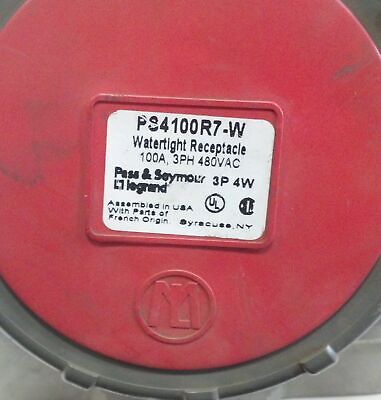 PS4100R7-W
Watertight Receptacle
100A, 3PH 480VAC
Pass & Seymour 3P 4W
legrand
Assembled in USA
With Parts of
French Origin. Syracuse, NY
UL